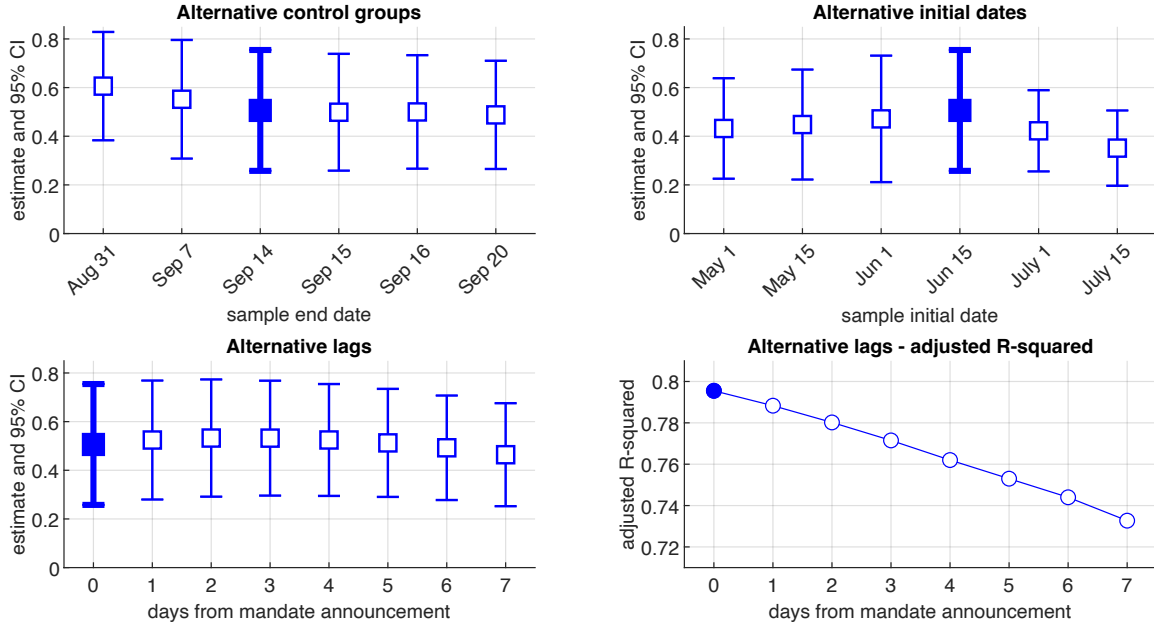 Alternative control groups
estimate and 95% CI
0.8
0.6
0.4
0.2
0
Aug 31
Sep 7
Sep 14
Sep 15
Sep 16
Sep 20
sample end date
Alternative initial dates
estimate and 95% CI
0.8
0.6
0.4
0.2
0
May 1
May 15
Jun 1
Jun 15
July 1
July 15
sample initial date
Alternative lags
estimate and 95% CI
0.8
0.6
0.4
0.2
0
0 1 2 3 4 5 6 7
days from mandate announcement
Alternative lags - adjusted R-squared
adjusted R-squared
0.8
0.78
0.76
0.74
0.72
0 1 2 3 4 5 6 7
days from mandate announcement